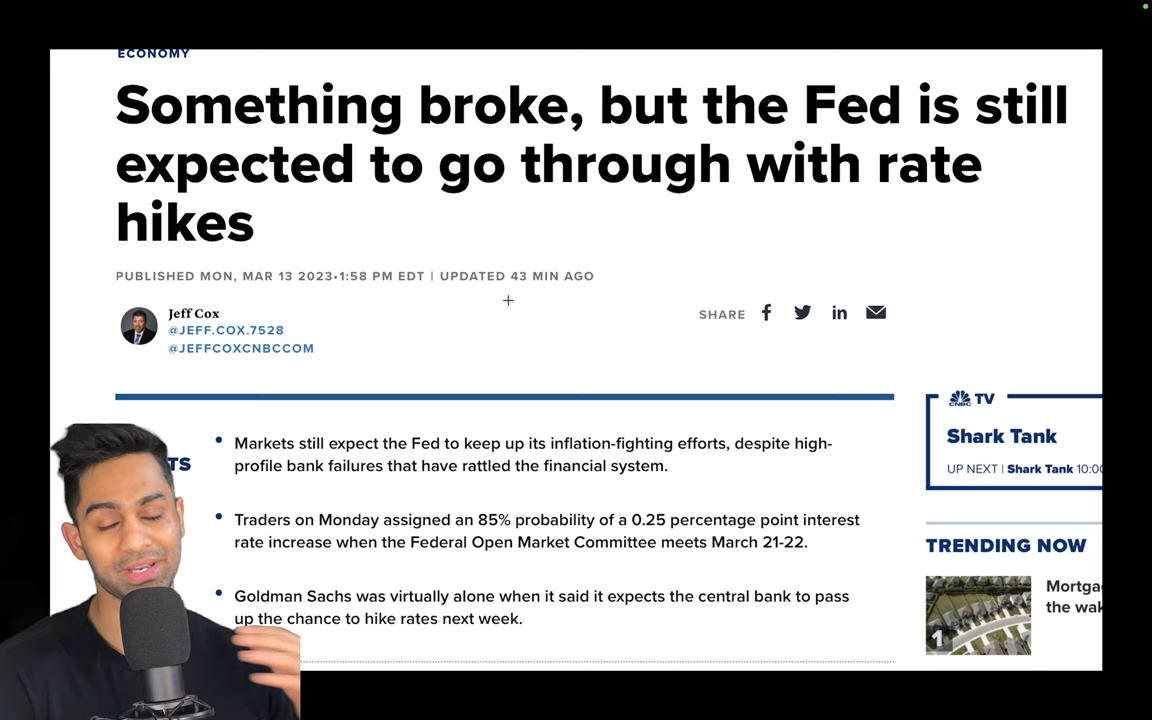 ECONOMY
Something broke, but the Fed is still
expected to go through with rate
hikes
PUBLISHED MON, MAR 13 2023•1:58 PM EDT | UPDATED 43 MIN AGO
Jeff Cox
@JEFF.COX.7528
@JEFFCOXCNBCCOM
SHARE
TS
Markets still expect the Fed to keep up its inflation-fighting efforts, despite high-
profile bank failures that have rattled the financial system.
Traders on Monday assigned an 85% probability of a 0.25 percentage point interest
rate increase when the Federal Open Market Committee meets March 21-22.
Goldman Sachs was virtually alone when it said it expects the central bank to pass
up the chance to hike rates next week.
CNBC TV
Shark Tank
UP NEXT | Shark Tank 10:00
TRENDING NOW
1
Mortga
the wak